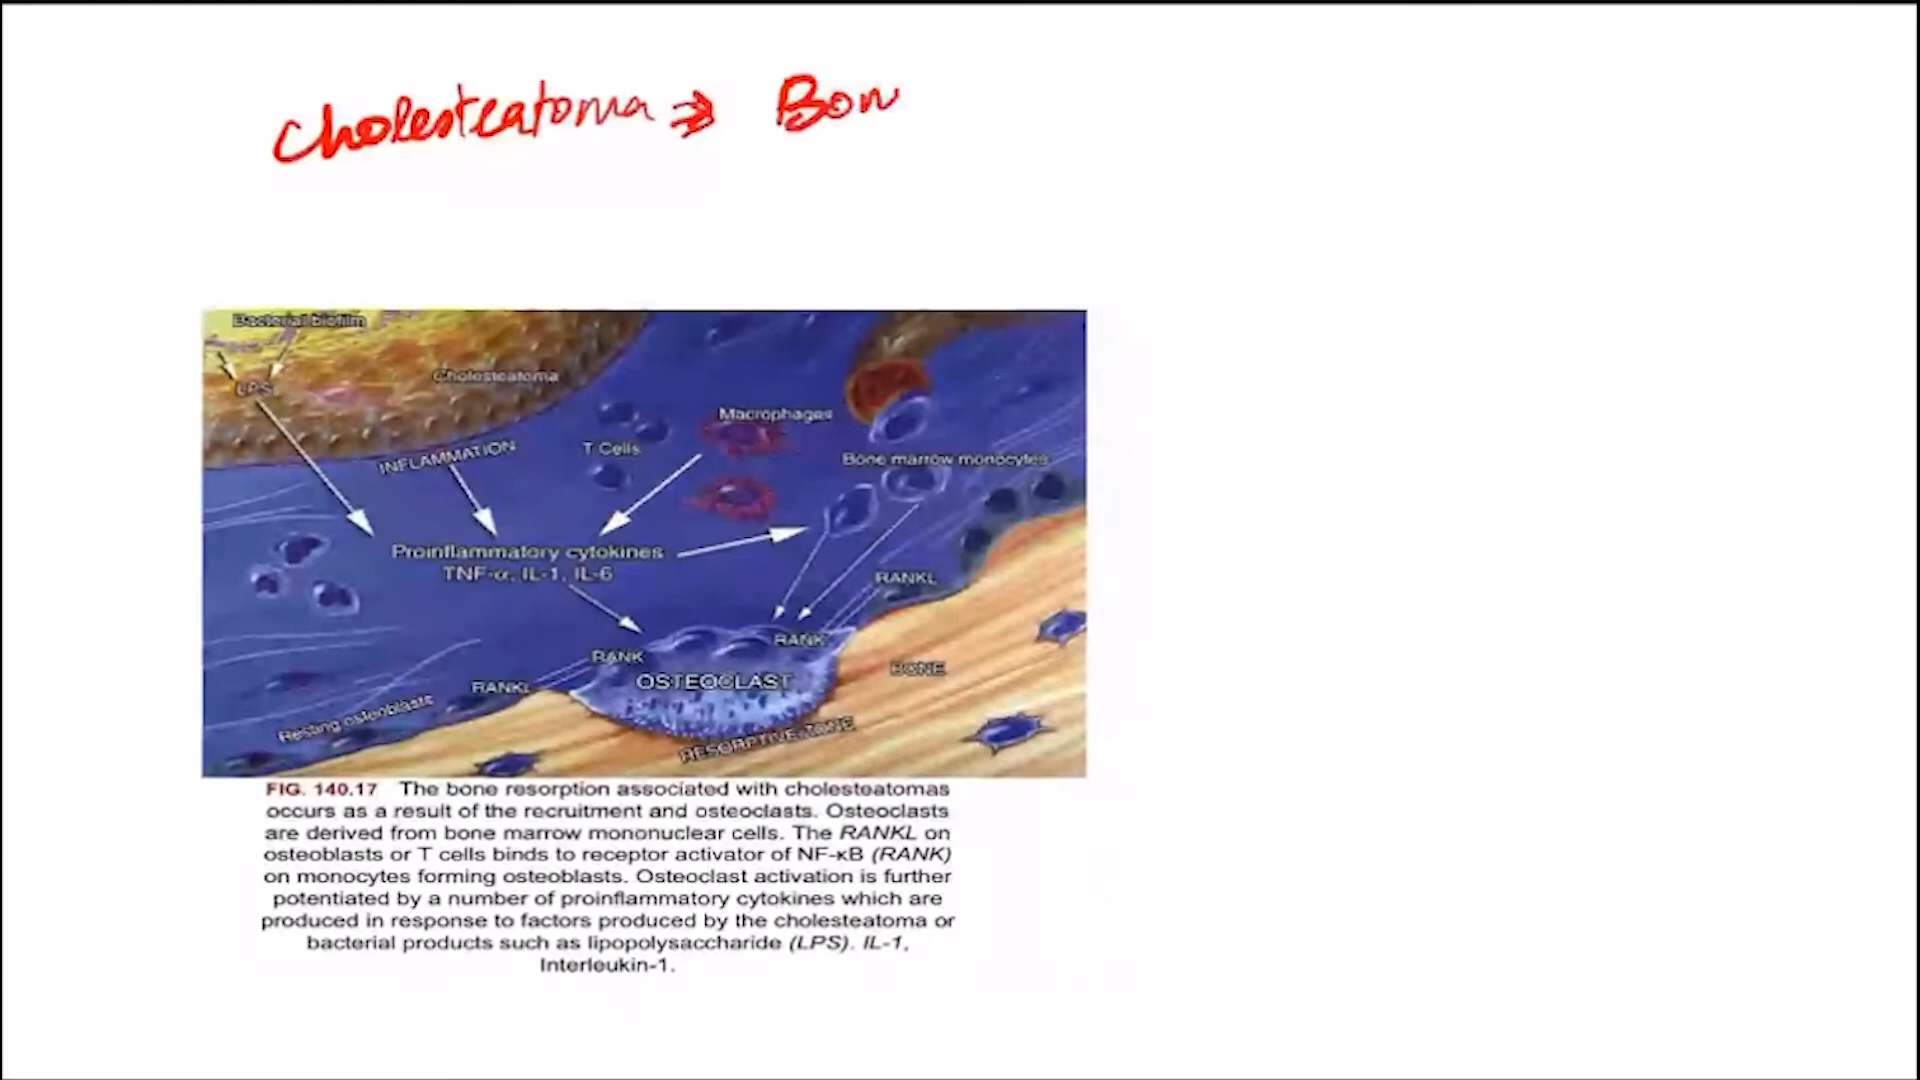 Cholesteatoma ⇒ Bon
Bacterial biofilm
LPS
Cholesteatoma
INFLAMMATION
T Cells
Macrophages
Bone marrow monocytes
Proinflammatory cytokines
TNF-α, IL-1, IL-6
RANKL
RANK
RANK
RANKL
OSTEOCLAST
BONE
Resting osteoblasts
RESORPTIVE ZONE
FIG. 140.17 The bone resorption associated with cholesteatomas
occurs as a result of the recruitment and osteoclasts. Osteoclasts
are derived from bone marrow mononuclear cells. The RANKL on
osteoblasts or T cells binds to receptor activator of NF-κB (RANK)
on monocytes forming osteoblasts. Osteoclast activation is further
potentiated by a number of proinflammatory cytokines which are
produced in response to factors produced by the cholesteatoma or
bacterial products such as lipopolysaccharide (LPS). IL-1,
Interleukin-1.